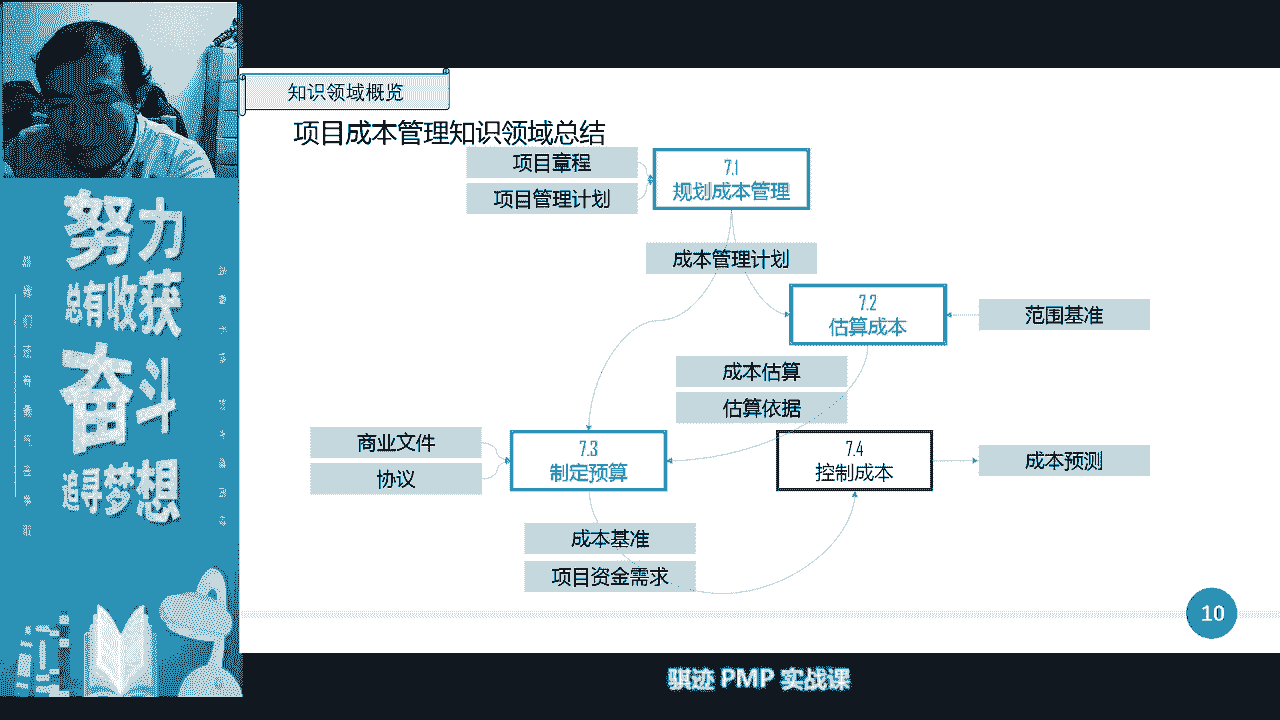 知识领域概览
项目成本管理知识领域总结
项目章程
项目管理计划
7.1
规划成本管理
成本管理计划
7.2
估算成本
范围基准
成本估算
估算依据
商业文件
协议
7.3
制定预算
7.4
控制成本
成本预测
成本基准
项目资金需求
10
骐迹 PMP 实战课
努力
总有收获
奋斗
追寻梦想